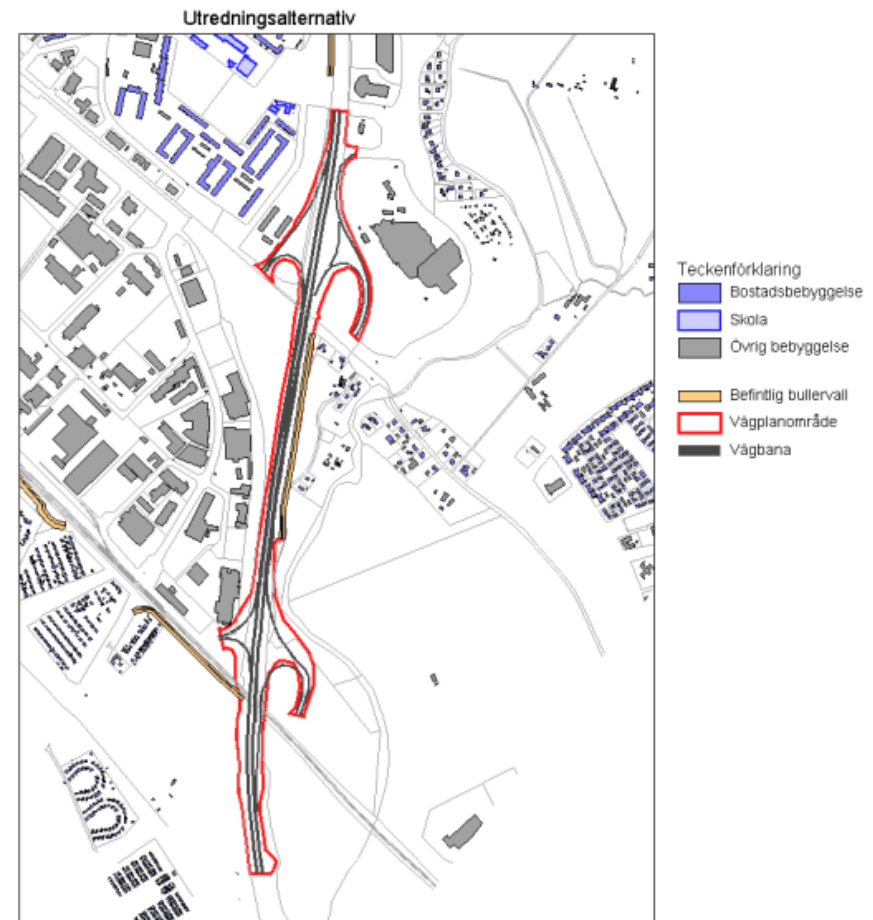 Utredningsalternativ
Teckenförklaring
Bostadsbebyggelse
Skola
Övrig bebyggelse
Befintlig bullervall
Vägplanområde
Vägbana